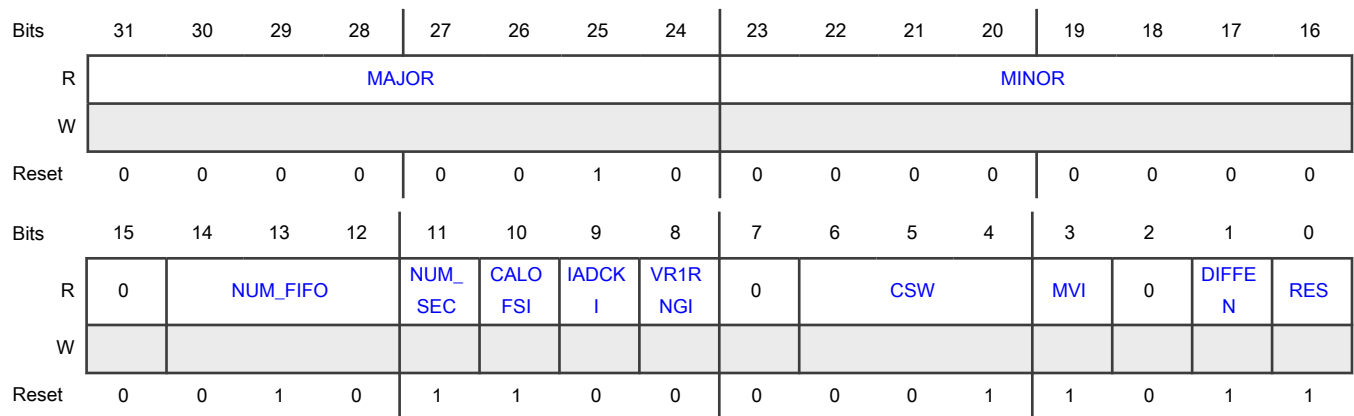 Bits 31 30 29 28 27 26 25 24 23 22 21 20 19 18 17 16
R MAJOR MINOR
W
Reset 0 0 0 0 0 0 1 0 0 0 0 0 0 0 0 0
Bits 15 14 13 12 11 10 9 8 7 6 5 4 3 2 1 0
R 0 NUM_FIFO NUM_ SEC CALO FSI IADCK I VR1R NGI 0 CSW MVI 0 DIFFE N RES
W
Reset 0 0 1 0 1 1 0 0 0 0 0 1 1 0 1 1